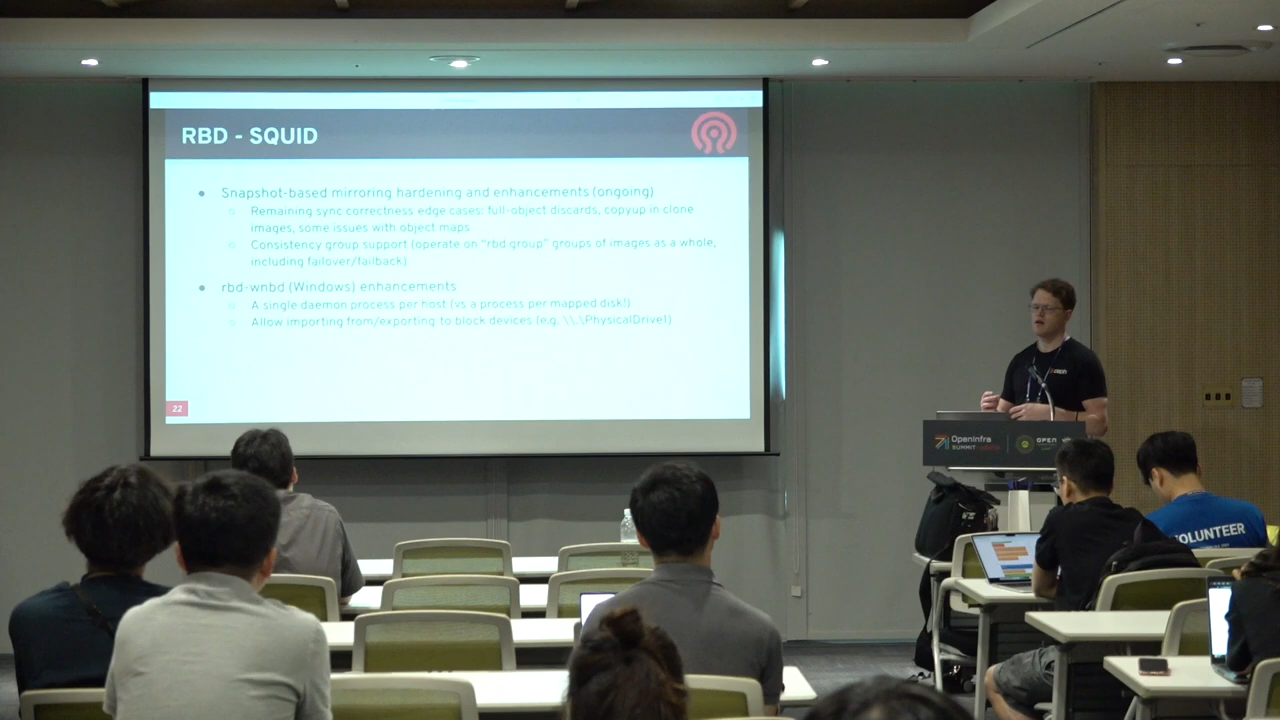 RBD - SQUID
Snapshot-based mirroring hardening and enhancements (ongoing)
Remaining sync correctness edge cases: full-object discards, copyup in clone
images, some issues with object maps
Consistency group support (operate on "rbd group" groups of images as a whole,
including failover/failback)
rbd-wnbd (Windows) enhancements
A single daemon process per host (vs a process per mapped disk!)
Allow importing from/exporting to block devices (e.g. \\.\PhysicalDrive1)
22
OpenInfra
SUMMIT
OPEN
VOLUNTEER